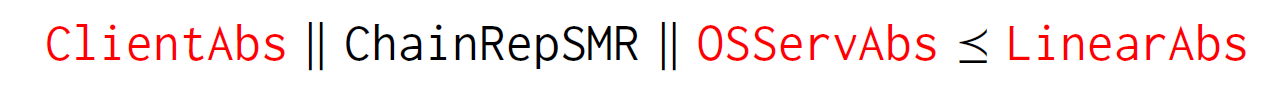 ClientAbs ∥ ChainRepSMR ∥ OSServAbs ⪯ LinearAbs